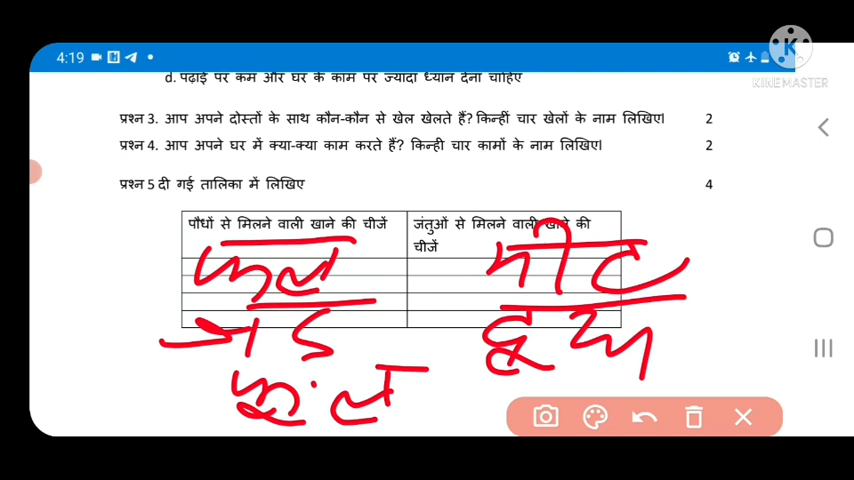 4:19
K
KINEMASTER
d. पढ़ाई पर कम और घर के काम पर ज्यादा ध्यान देना चाहिए
प्रश्न 3. आप अपने दोस्तों के साथ कौन-कौन से खेल खेलते हैं? किन्हीं चार खेलों के नाम लिखिए। 2
प्रश्न 4. आप अपने घर में क्या-क्या काम करते हैं? किन्ही चार कामों के नाम लिखिए। 2
प्रश्न 5 दी गई तालिका में लिखिए 4
पौधों से मिलने वाली खाने की चीजें
जंतुओं से मिलने वाली खाने की
चीजें
फल
मीट
जड़
दूध
फूल